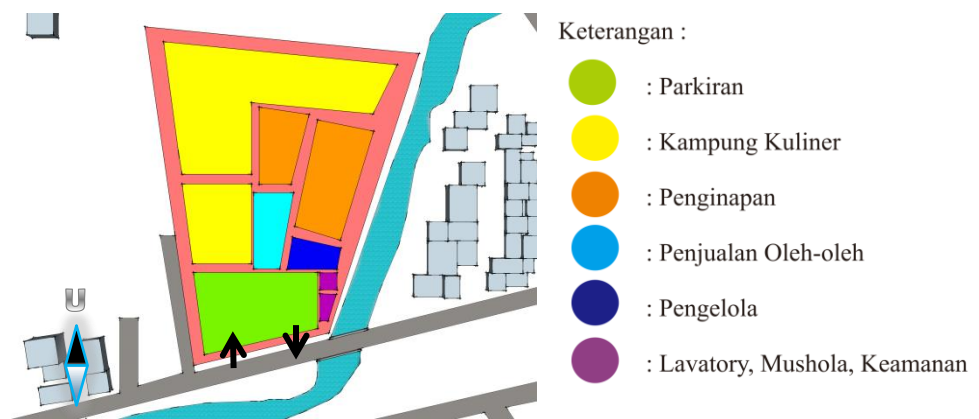 Keterangan :
: Parkiran
: Kampung Kuliner
: Penginapan
: Penjualan Oleh-oleh
: Pengelola
: Lavatory, Mushola, Keamanan
U